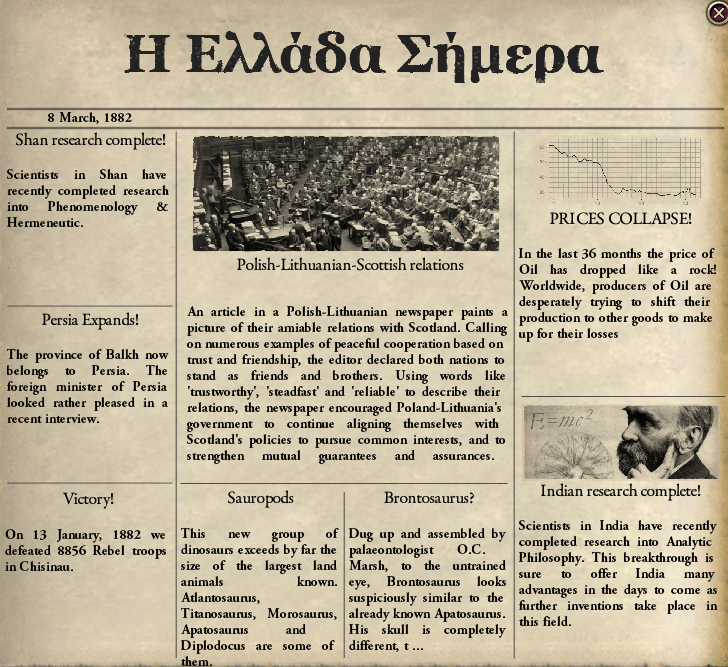 Η Ελλάδα Σήμερα
8 March, 1882
Shan research complete!
Scientists in Shan have
recently completed research
into Phenomenology &
Hermeneutic.
Persia Expands!
The province of Balkh now
belongs to Persia. The
foreign minister of Persia
looked rather pleased in a
recent interview.
Victory!
On 13 January, 1882 we
defeated 8856 Rebel troops
in Chisinau.
Polish-Lithuanian-Scottish relations
An article in a Polish-Lithuanian newspaper paints a
picture of their amiable relations with Scotland. Calling
on numerous examples of peaceful cooperation based on
trust and friendship, the editor declared both nations to
stand as friends and brothers. Using words like
'trustworthy', 'steadfast' and 'reliable' to describe their
relations, the newspaper encouraged Poland-Lithuania's
government to continue aligning themselves with
Scotland's policies to pursue common interests, and to
strengthen mutual guarantees and assurances.
Sauropods
This new group of
dinosaurs exceeds by far the
size of the largest land
animals known.
Atlantosaurus,
Titanosaurus, Morosaurus,
Apatosaurus and
Diplodocus are some of
them.
Brontosaurus?
Dug up and assembled by
palaeontologist O.C.
Marsh, to the untrained
eye, Brontosaurus looks
suspiciously similar to the
already known Apatosaurus.
His skull is completely
different, t ...
PRICES COLLAPSE!
In the last 36 months the price of
Oil has dropped like a rock!
Worldwide, producers of Oil are
desperately trying to shift their
production to other goods to make
up for their losses
E=mc²
Indian research complete!
Scientists in India have recently
completed research into Analytic
Philosophy. This breakthrough is
sure to offer India many
advantages in the days to come as
further inventions take place in
this field.